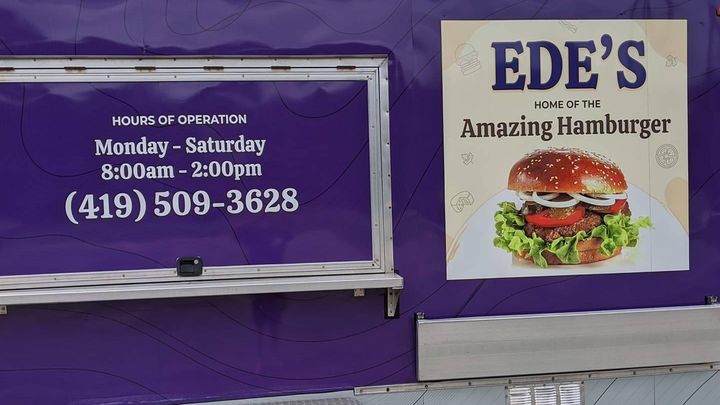 HOURS OF OPERATION
Monday - Saturday
8:00am - 2:00pm
(419) 509-3628
EDE'S
HOME OF THE
Amazing Hamburger